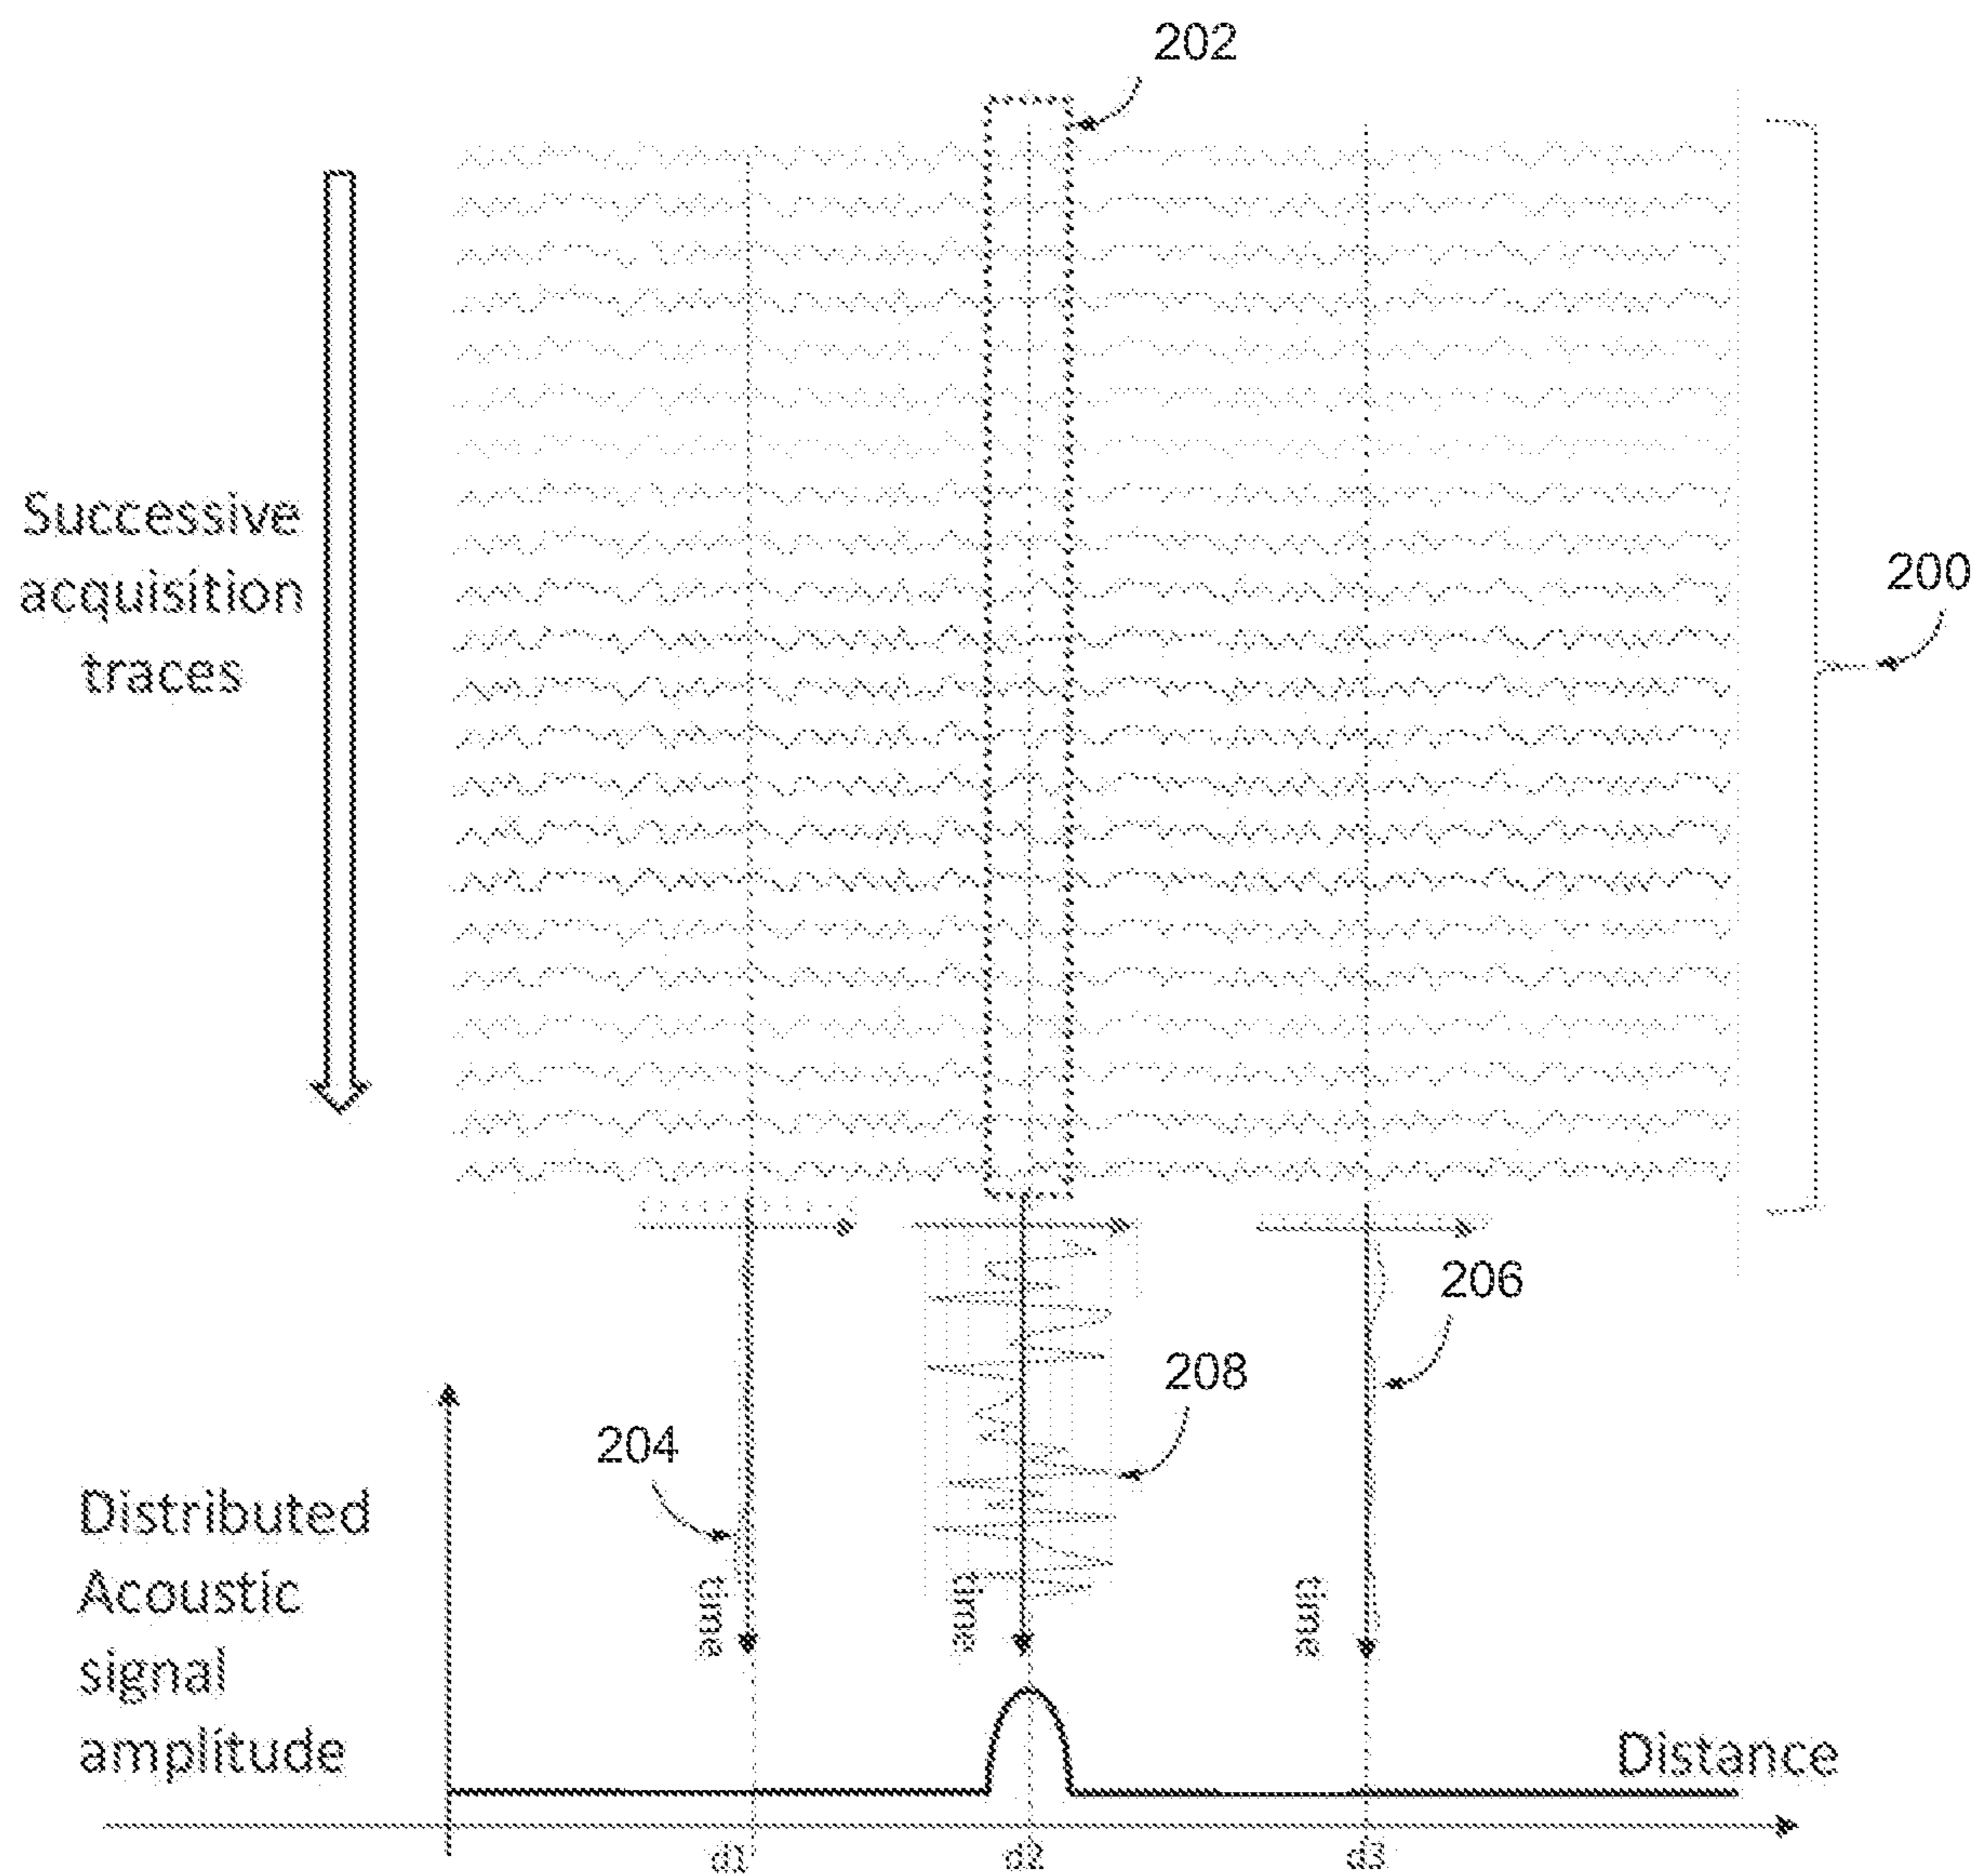 202
Successive
acquisition
traces
200
206
208
204
time
time
time
Distributed
Acoustic
signal
amplitude
Distance
d1
d2
d3